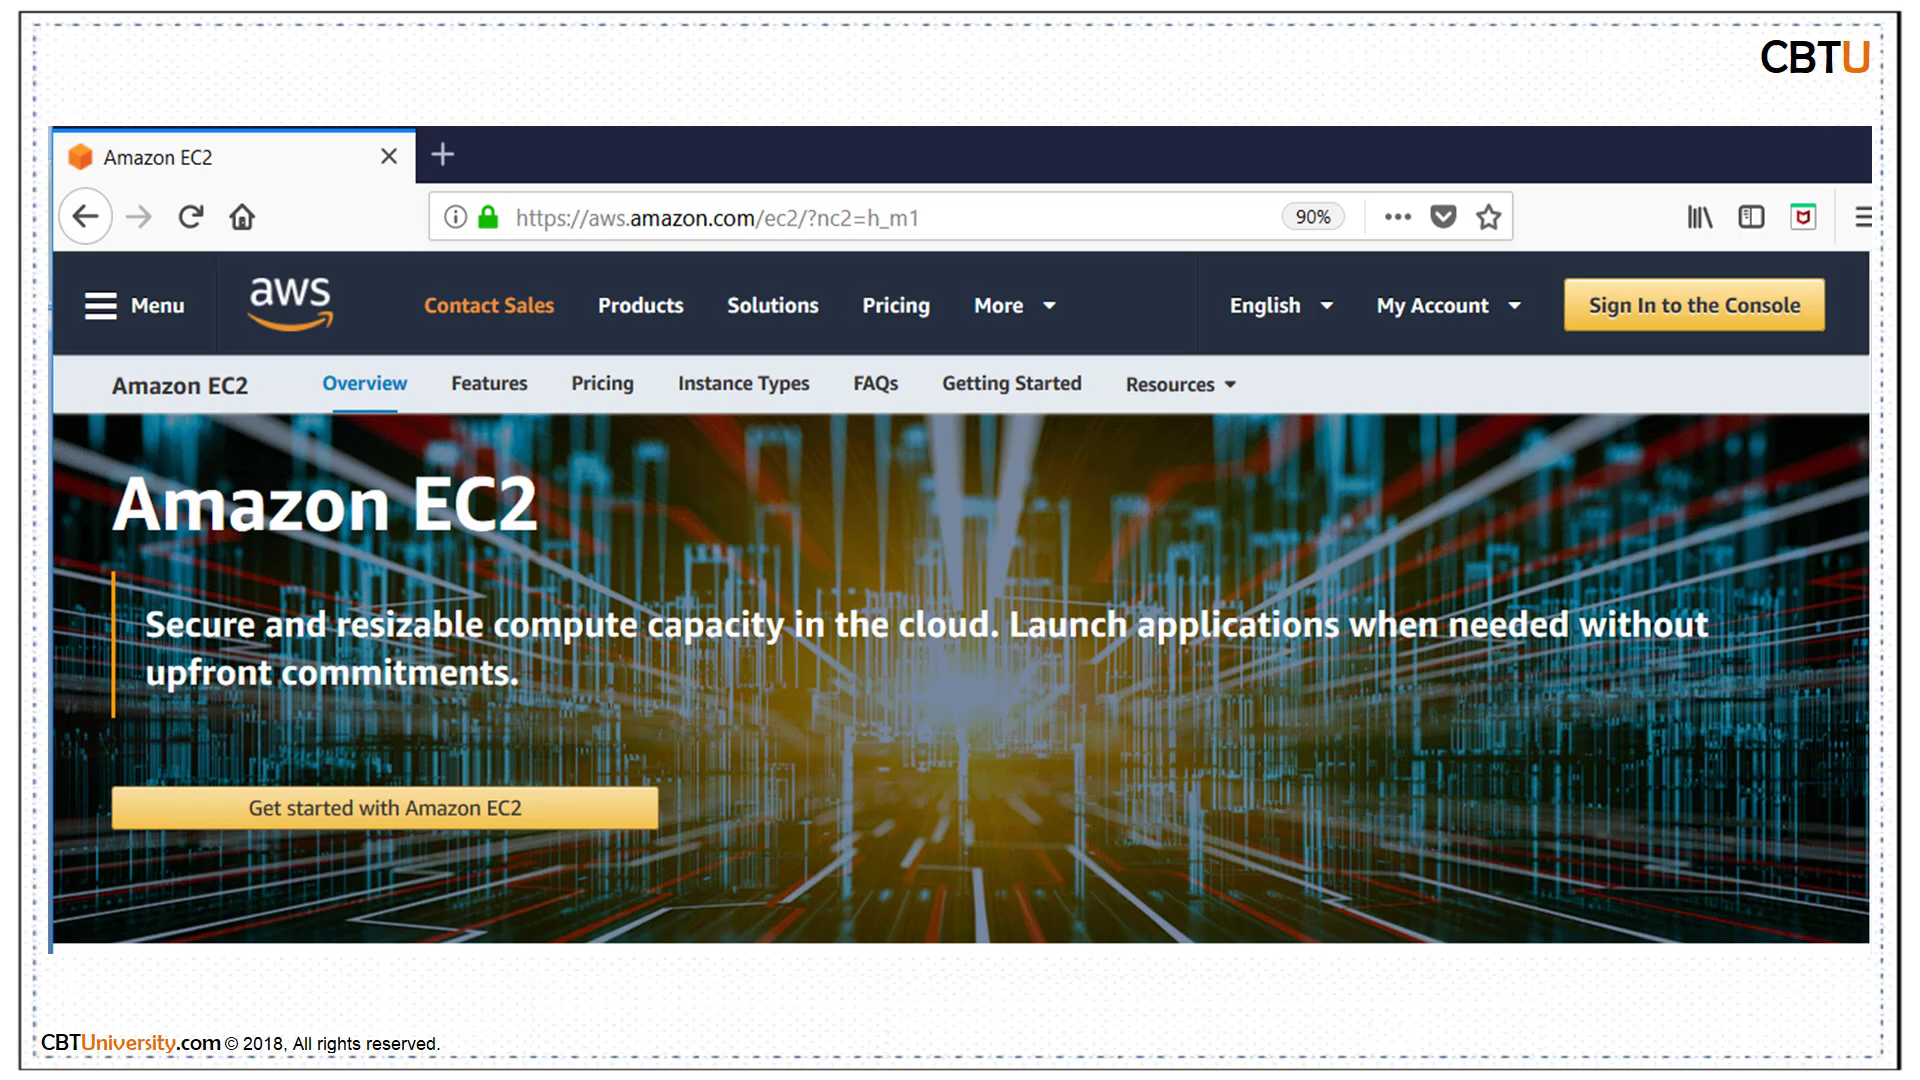 CBTU
Amazon EC2
https://aws.amazon.com/ec2/?nc2=h_m1 90%
Menu aws Contact Sales Products Solutions Pricing More English My Account Sign In to the Console
Amazon EC2 Overview Features Pricing Instance Types FAQs Getting Started Resources
Amazon EC2
Secure and resizable compute capacity in the cloud. Launch applications when needed without
upfront commitments.
Get started with Amazon EC2
CBTUniversity.com © 2018, All rights reserved.